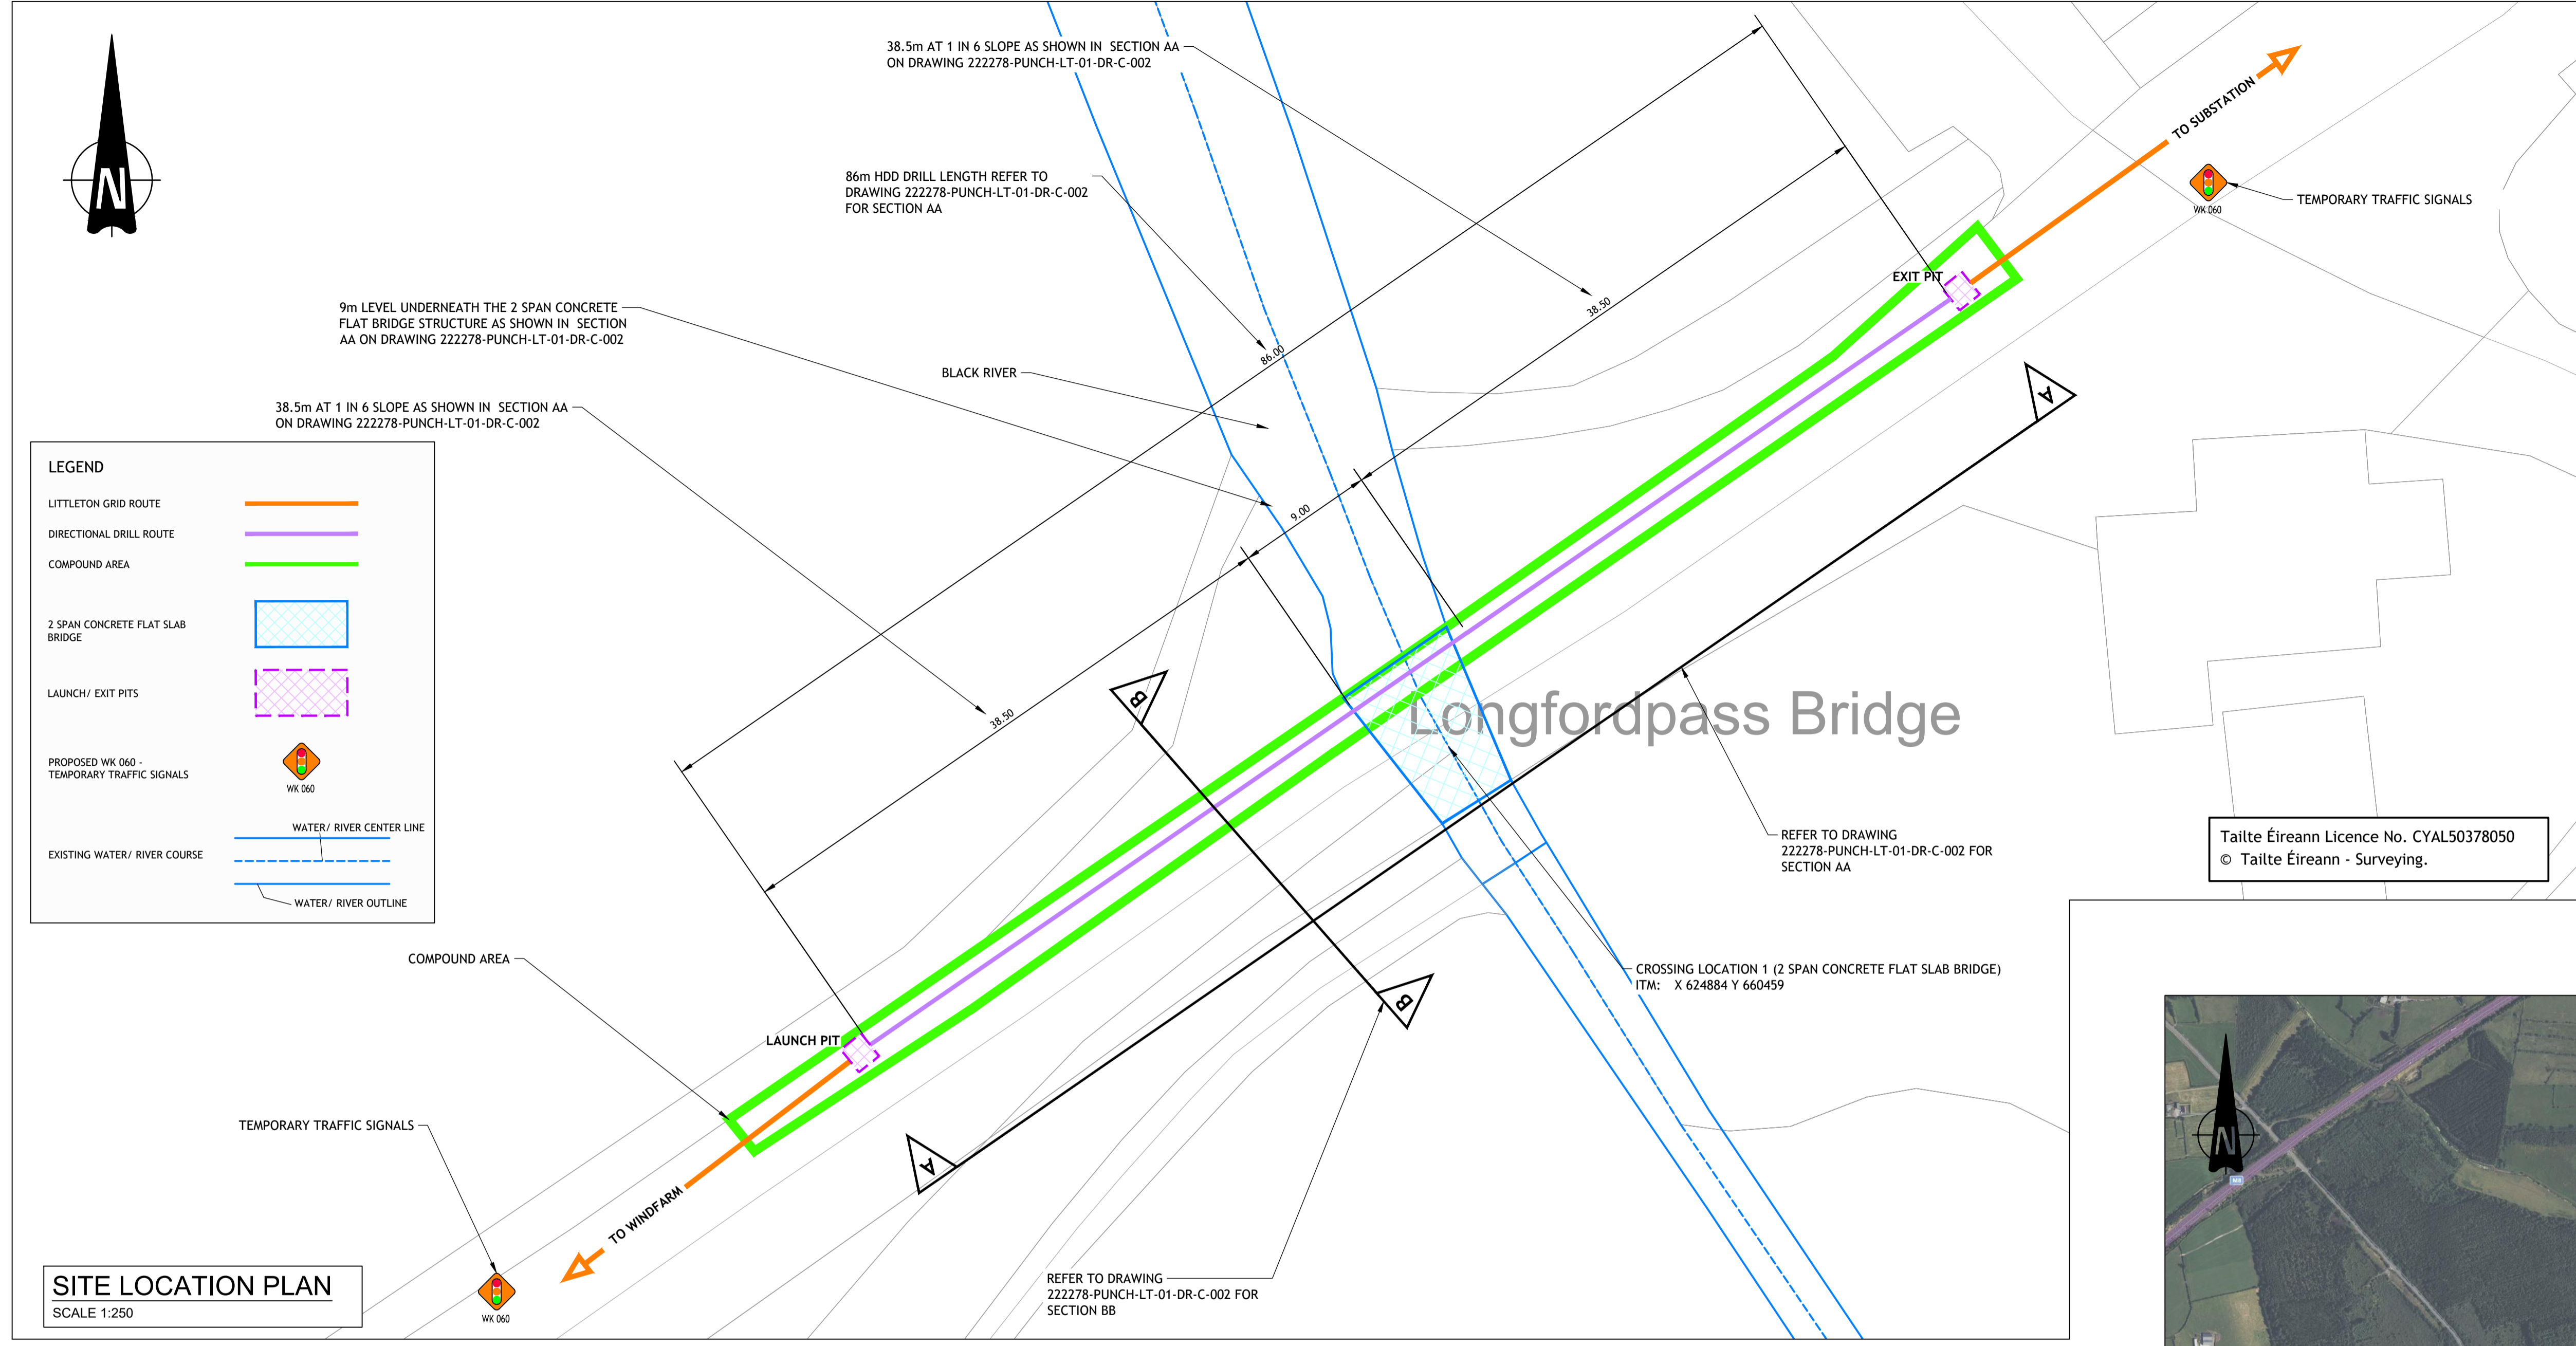 38.5m AT 1 IN 6 SLOPE AS SHOWN IN SECTION AA
ON DRAWING 222278-PUNCH-LT-01-DR-C-002
TO SUBSTATION
N
86m HDD DRILL LENGTH REFER TO
DRAWING 222278-PUNCH-LT-01-DR-C-002
FOR SECTION AA
TEMPORARY TRAFFIC SIGNALS
WK 060
EXIT PIT
9m LEVEL UNDERNEATH THE 2 SPAN CONCRETE
FLAT BRIDGE STRUCTURE AS SHOWN IN SECTION
AA ON DRAWING 222278-PUNCH-LT-01-DR-C-002
38.50
86.00
BLACK RIVER
A
38.5m AT 1 IN 6 SLOPE AS SHOWN IN SECTION AA
ON DRAWING 222278-PUNCH-LT-01-DR-C-002
9.00
LEGEND
LITTLETON GRID ROUTE
DIRECTIONAL DRILL ROUTE
COMPOUND AREA
2 SPAN CONCRETE FLAT SLAB
BRIDGE
LAUNCH/ EXIT PITS
PROPOSED WK 060 -
TEMPORARY TRAFFIC SIGNALS
WK 060
WATER/ RIVER CENTER LINE
EXISTING WATER/ RIVER COURSE
WATER/ RIVER OUTLINE
B
38.50
Longfordpass Bridge
REFER TO DRAWING
222278-PUNCH-LT-01-DR-C-002 FOR
SECTION AA
Tailte Éireann Licence No. CYAL50378050
© Tailte Éireann - Surveying.
COMPOUND AREA
CROSSING LOCATION 1 (2 SPAN CONCRETE FLAT SLAB BRIDGE)
ITM: X 624884 Y 660459
B
LAUNCH PIT
TEMPORARY TRAFFIC SIGNALS
A
N
M8
TO WINDFARM
REFER TO DRAWING
222278-PUNCH-LT-01-DR-C-002 FOR
SECTION BB
SITE LOCATION PLAN
SCALE 1:250
WK 060